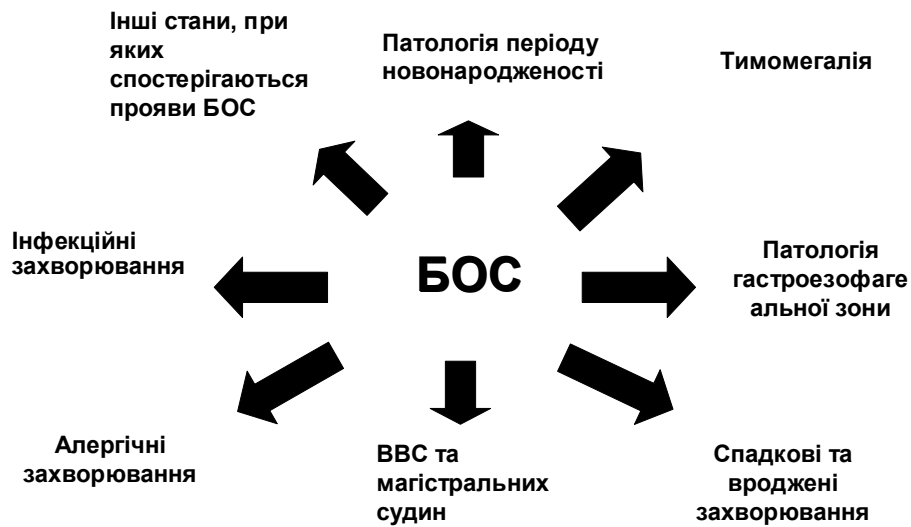 Інші стани, при
яких
спостерігаються
прояви БОС
Патологія періоду
новонародженості
Тимомегалія
Інфекційні
захворювання
БОС
Патологія
гастроезофаге
альної зони
Алергічні
захворювання
ВВС та
магістральних
судин
Спадкові та
вроджені
захворювання